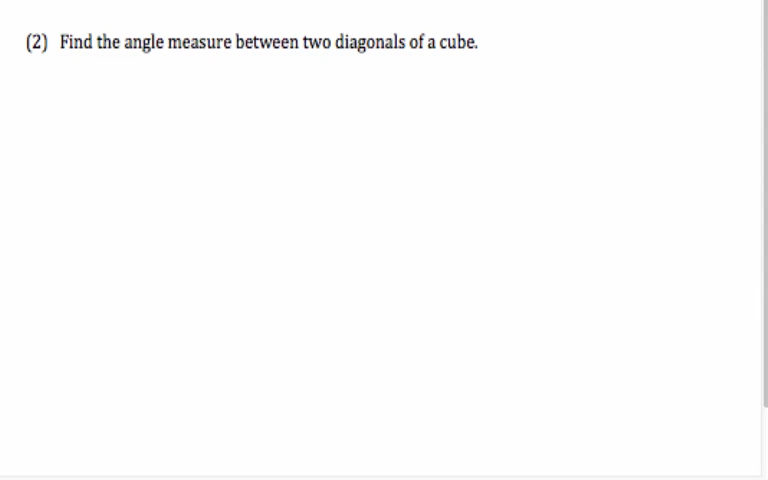 (2) Find the angle measure between two diagonals of a cube.